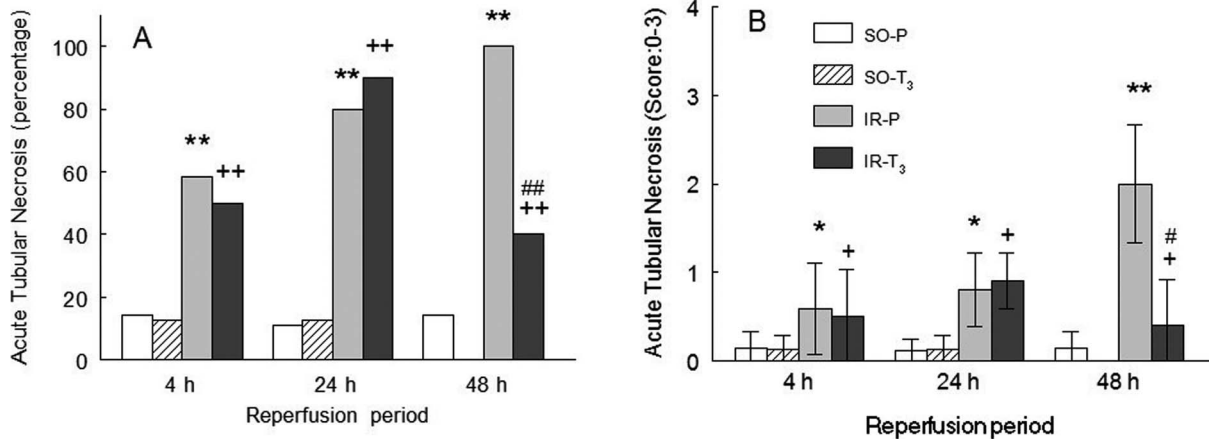 A
Acute Tubular Necrosis (percentage)
100
80
60
40
20
0
**
++
**
++
**
##
++
4 h
24 h
48 h
Reperfusion period
B
Acute Tubular Necrosis (Score:0-3)
4
3
2
1
0
SO-P
SO-T3
IR-P
IR-T3
*
+
*
+
**
#
+
4 h
24 h
48 h
Reperfusion period